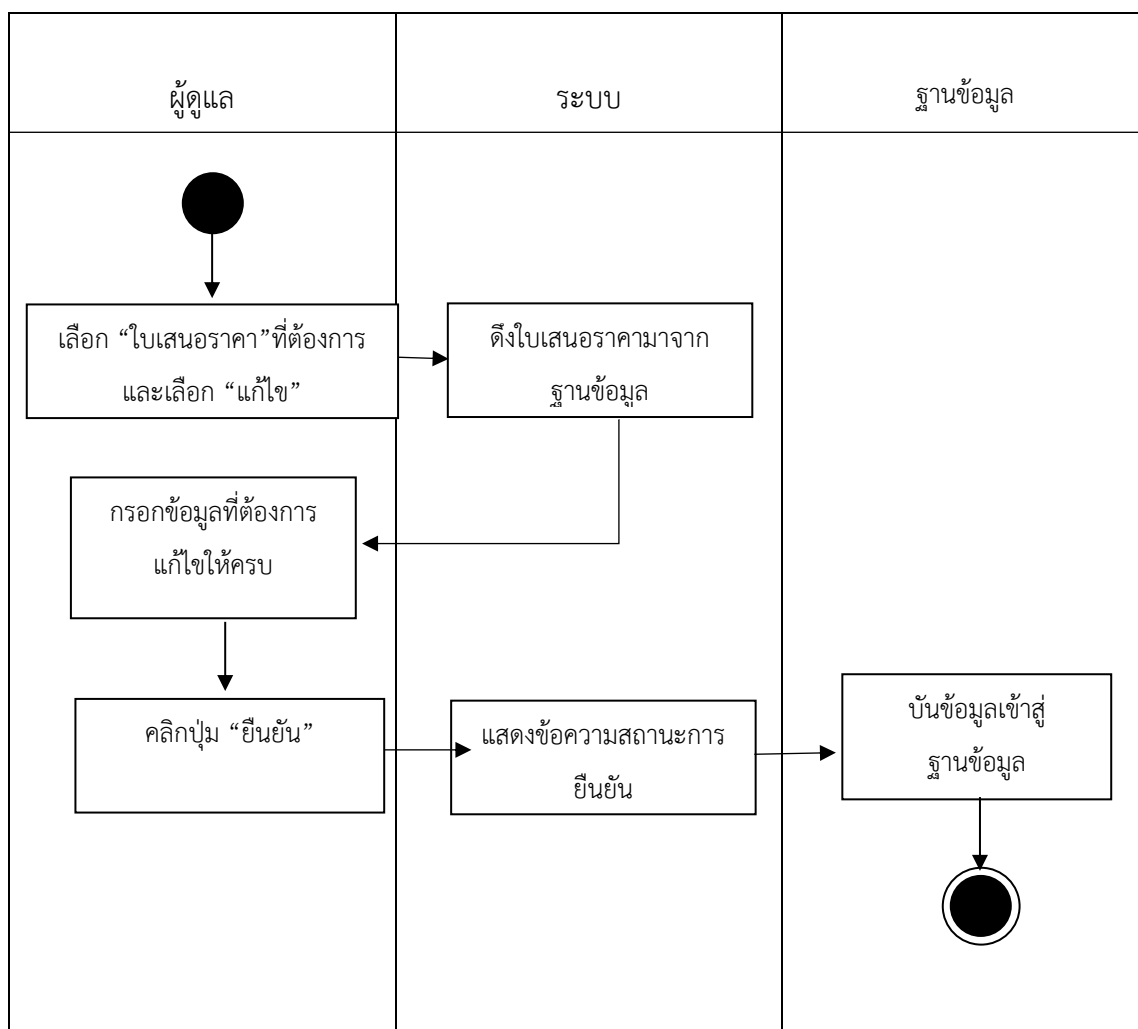 ผู้ดูแล
ระบบ
ฐานข้อมูล
เลือก “ใบเสนอราคา”ที่ต้องการ
และเลือก “แก้ไข”
ดึงใบเสนอราคามาจาก
ฐานข้อมูล
กรอกข้อมูลที่ต้องการ
แก้ไขให้ครบ
คลิกปุ่ม “ยืนยัน”
แสดงข้อความสถานะการ
ยืนยัน
บันข้อมูลเข้าสู่
ฐานข้อมูล